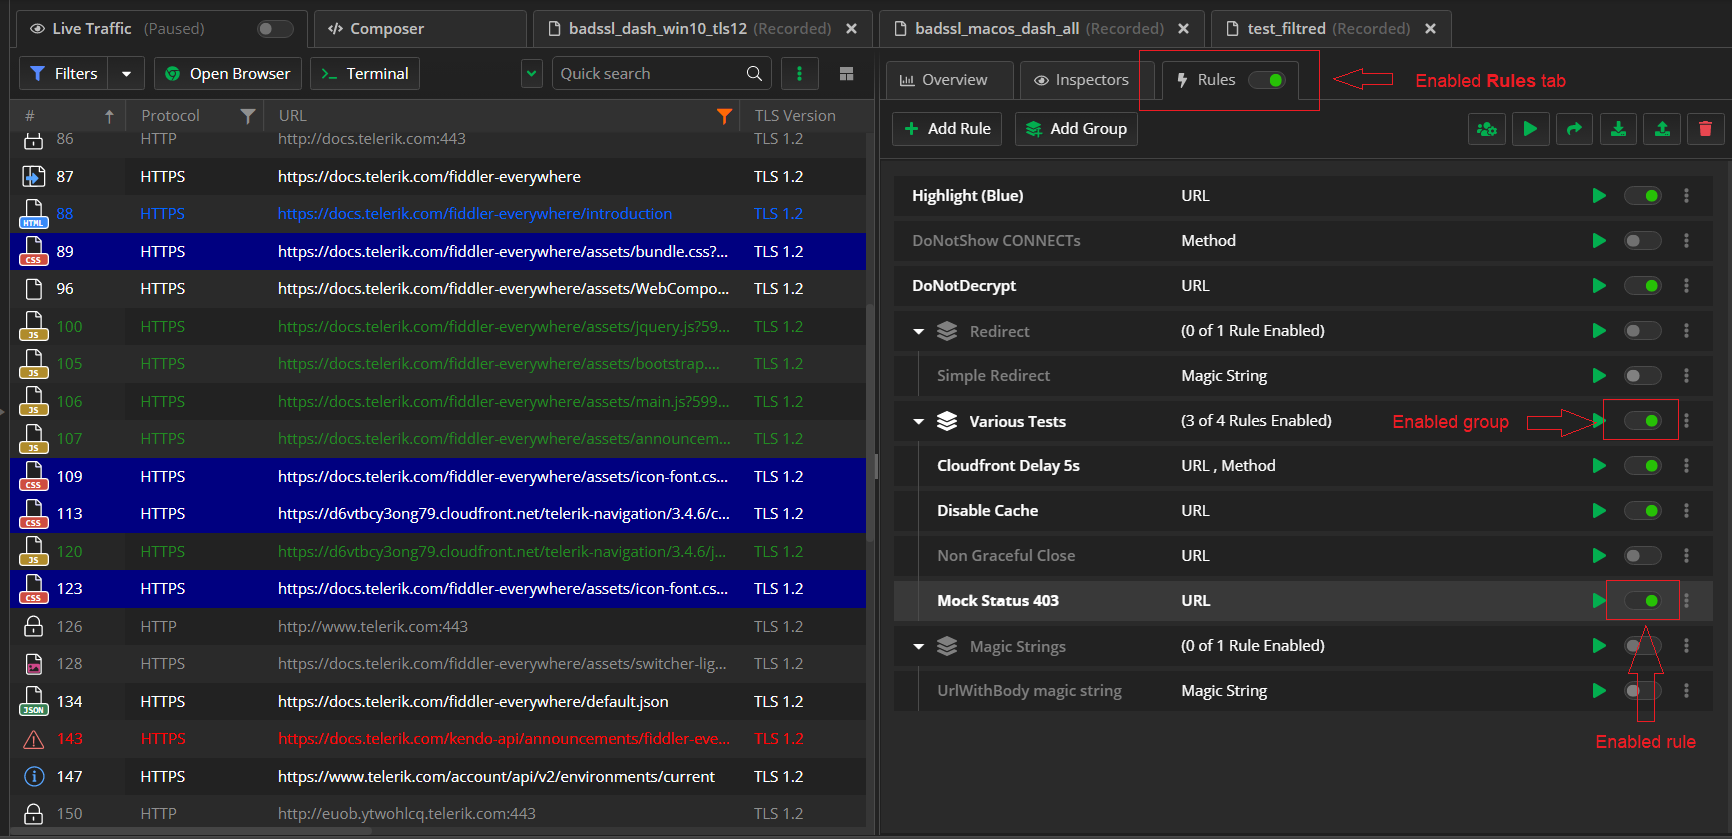 Live Traffic (Paused)
Composer
badssl_dash_win10_tls12 (Recorded)
badssl_macos_dash_all (Recorded)
test_filtred (Recorded)
Filters
Open Browser
Terminal
Quick search
Overview
Inspectors
Rules
Enabled Rules tab
# Protocol URL TLS Version
Add Rule
Add Group
86 HTTP http://docs.telerik.com:443 TLS 1.2
87 HTTPS https://docs.telerik.com/fiddler-everywhere TLS 1.2
HTML 88 HTTPS https://docs.telerik.com/fiddler-everywhere/introduction TLS 1.2
CSS 89 HTTPS https://docs.telerik.com/fiddler-everywhere/assets/bundle.css?... TLS 1.2
96 HTTPS https://docs.telerik.com/fiddler-everywhere/assets/WebCompo... TLS 1.2
JS 100 HTTPS https://docs.telerik.com/fiddler-everywhere/assets/jquery.js?59... TLS 1.2
JS 105 HTTPS https://docs.telerik.com/fiddler-everywhere/assets/bootstrap.... TLS 1.2
JS 106 HTTPS https://docs.telerik.com/fiddler-everywhere/assets/main.js?599... TLS 1.2
JS 107 HTTPS https://docs.telerik.com/fiddler-everywhere/assets/announcem... TLS 1.2
CSS 109 HTTPS https://docs.telerik.com/fiddler-everywhere/assets/icon-font.cs... TLS 1.2
CSS 113 HTTPS https://d6vtbcy3ong79.cloudfront.net/telerik-navigation/3.4.6/c... TLS 1.2
JS 120 HTTPS https://d6vtbcy3ong79.cloudfront.net/telerik-navigation/3.4.6/j... TLS 1.2
CSS 123 HTTPS https://docs.telerik.com/fiddler-everywhere/assets/icon-font.cs... TLS 1.2
126 HTTP http://www.telerik.com:443 TLS 1.2
128 HTTPS https://docs.telerik.com/fiddler-everywhere/assets/switcher-lig... TLS 1.2
JSON 134 HTTPS https://docs.telerik.com/fiddler-everywhere/default.json TLS 1.2
143 HTTPS https://docs.telerik.com/kendo-api/announcements/fiddler-eve... TLS 1.2
147 HTTPS https://www.telerik.com/account/api/v2/environments/current TLS 1.2
150 HTTP http://euob.ytwohlcq.telerik.com:443 TLS 1.2
Highlight (Blue) URL
DoNotShow CONNECTs Method
DoNotDecrypt URL
Redirect (0 of 1 Rule Enabled)
Simple Redirect Magic String
Various Tests (3 of 4 Rules Enabled) Enabled group
Cloudfront Delay 5s URL , Method
Disable Cache URL
Non Graceful Close URL
Mock Status 403 URL
Magic Strings (0 of 1 Rule Enabled)
UrlWithBody magic string Magic String
Enabled rule